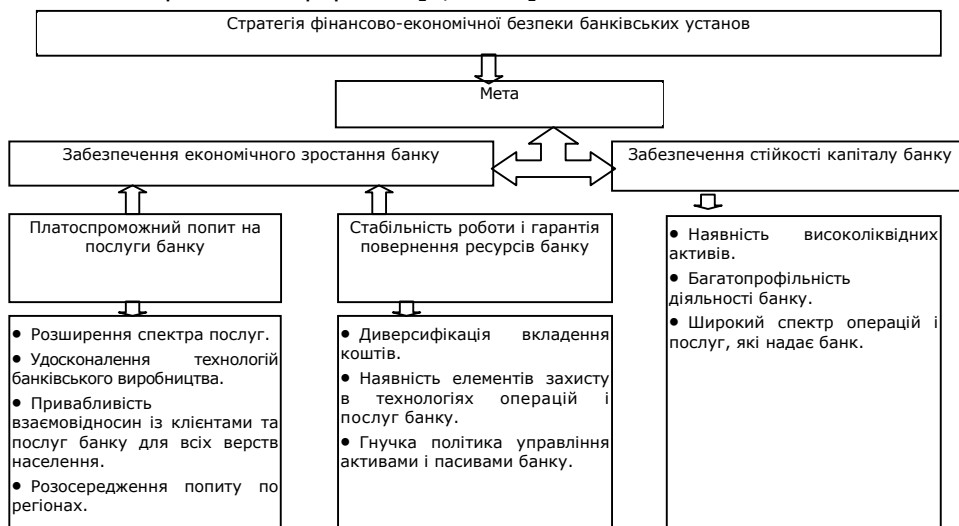 Стратегія фінансово-економічної безпеки банківських установ
Мета
Забезпечення економічного зростання банку
Забезпечення стійкості капіталу банку
Платоспроможний попит на
послуги банку
Стабільність роботи і гарантія
повернення ресурсів банку
• Наявність високоліквідних
активів.
• Багатопрофільність
діяльності банку.
• Широкий спектр операцій і
послуг, які надає банк.
• Розширення спектра послуг.
• Удосконалення технологій
банківського виробництва.
• Привабливість
взаємовідносин із клієнтами та
послуг банку для всіх верств
населення.
• Розосередження попиту по
регіонах.
• Диверсифікація вкладення
коштів.
• Наявність елементів захисту
в технологіях операцій і
послуг банку.
• Гнучка політика управління
активами і пасивами банку.